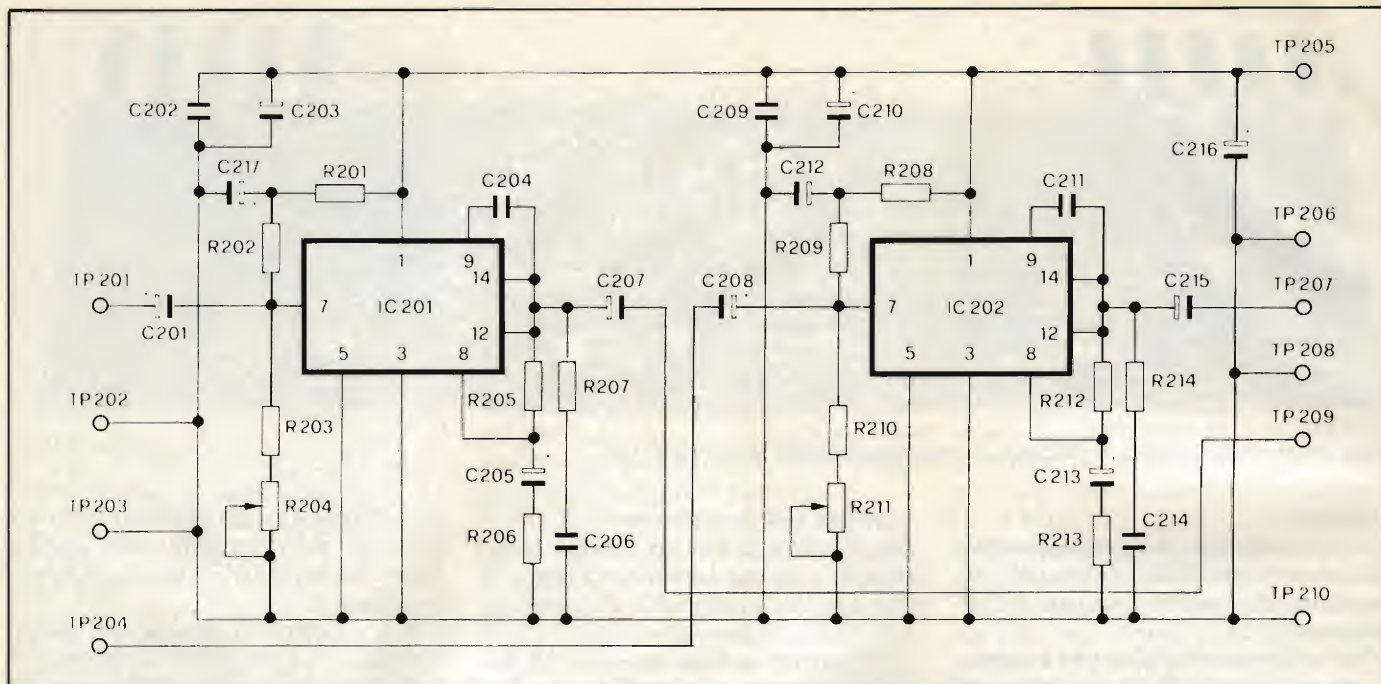 TP205
C202
C203
C209
C210
C216
C217
R201
C204
C212
R208
C211
TP206
R202
R209
1
9
14
1
9
14
TP201
C201
7
IC201
12
C207
C208
7
IC202
12
C215
TP207
5
3
8
5
3
8
TP208
R205
R207
R212
R214
TP202
R203
R210
TP209
C205
C213
TP203
R204
R206
C206
R211
R213
C214
TP204
TP210